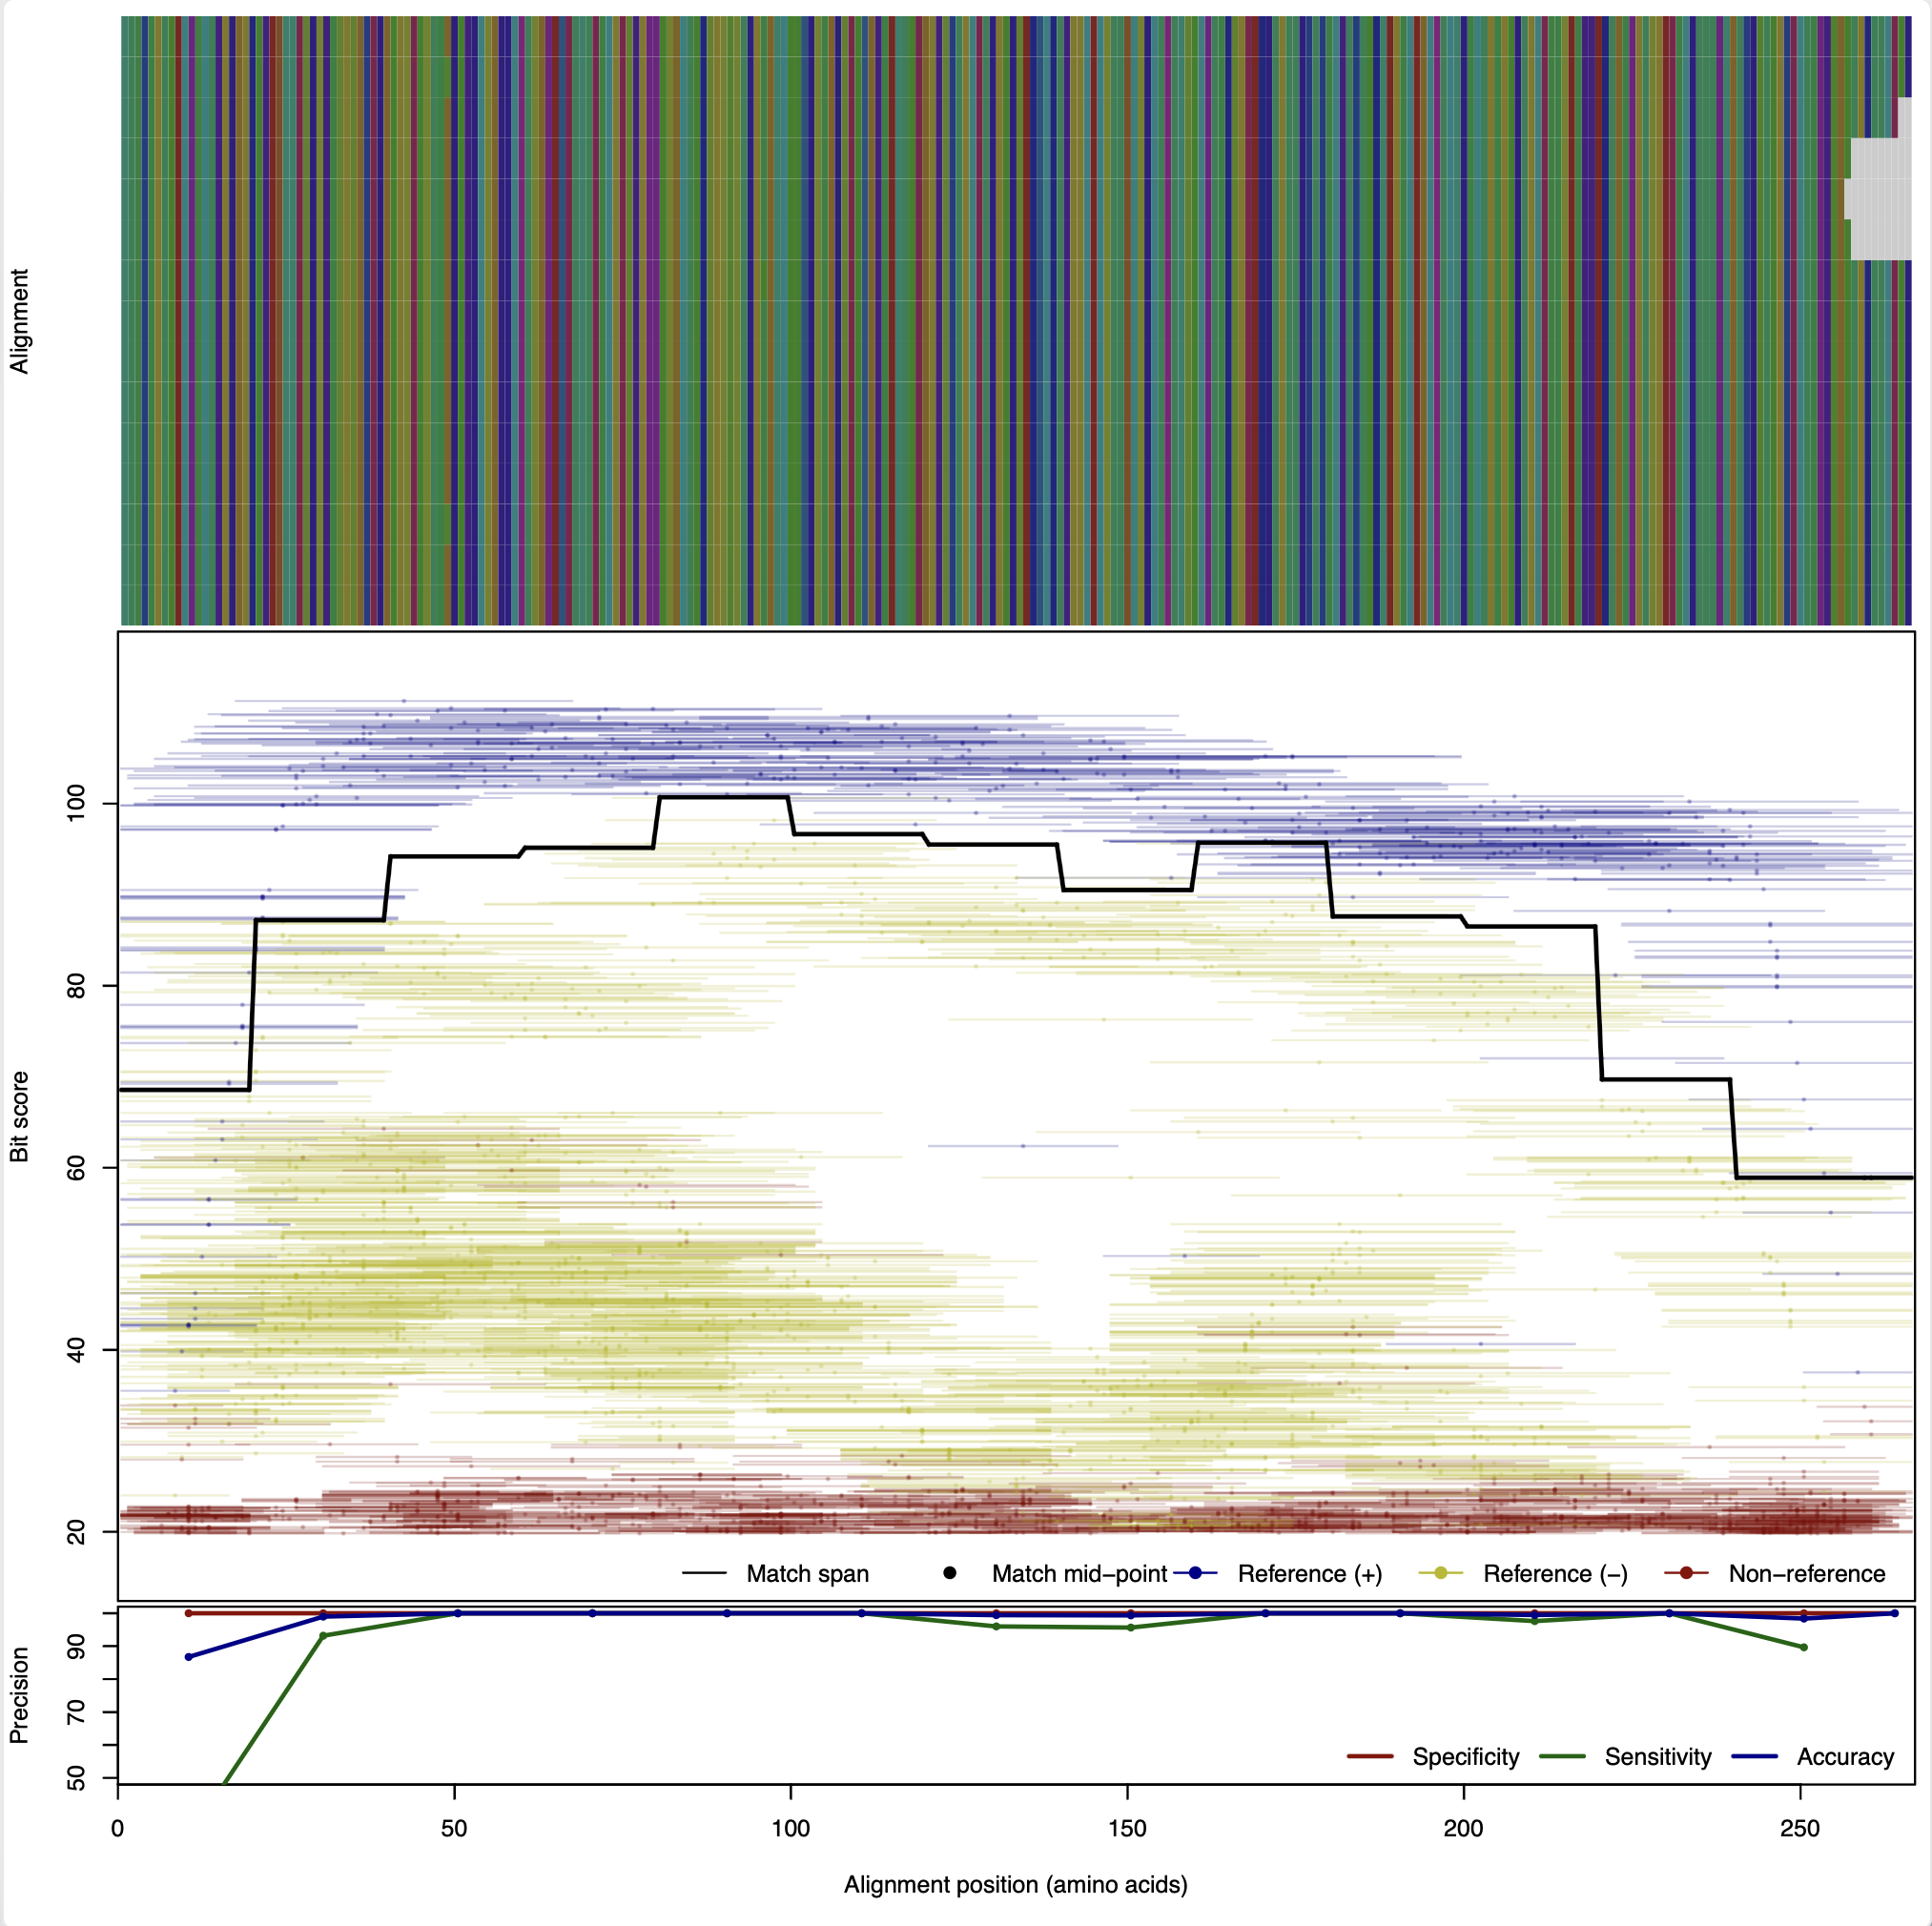 Alignment
Bit score
100
80
60
40
20
Match span
Match mid−point
Reference (+)
Reference (−)
Non−reference
Precision
90
70
50
Specificity
Sensitivity
Accuracy
0 50 100 150 200 250
Alignment position (amino acids)